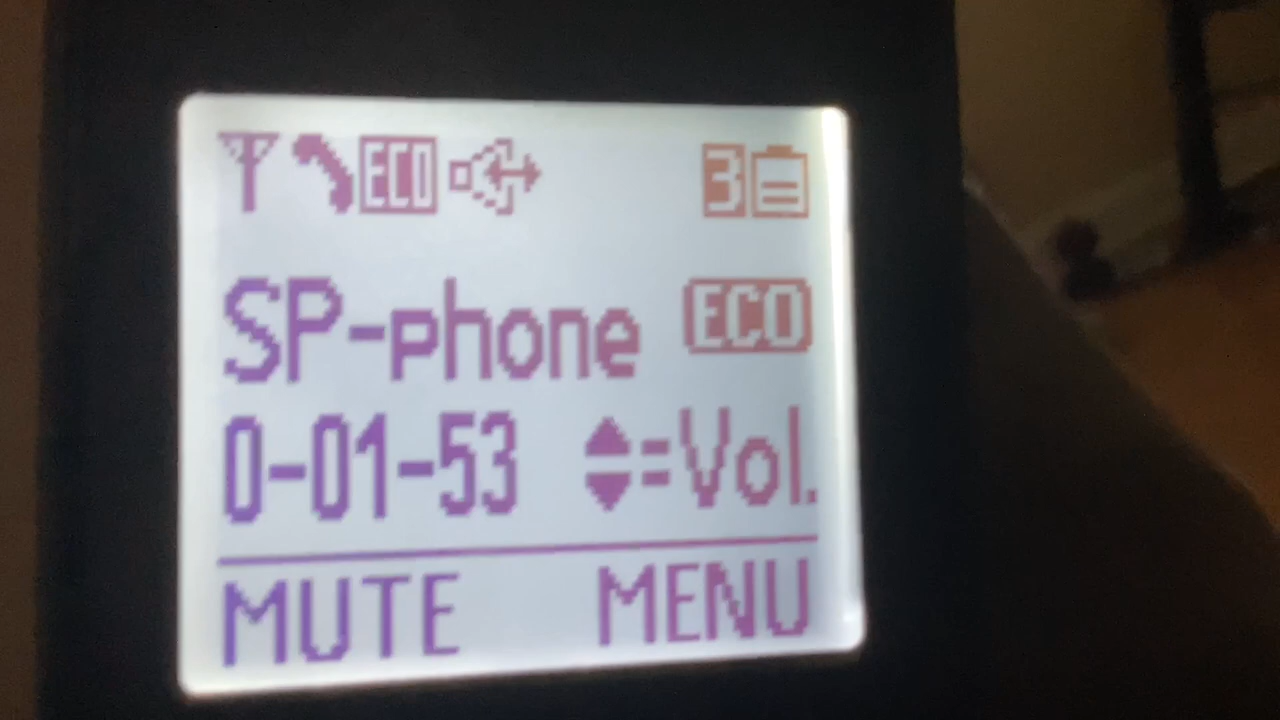 ECO 3
SP-phone ECO
0-01-53 =Vol.
MUTE MENU